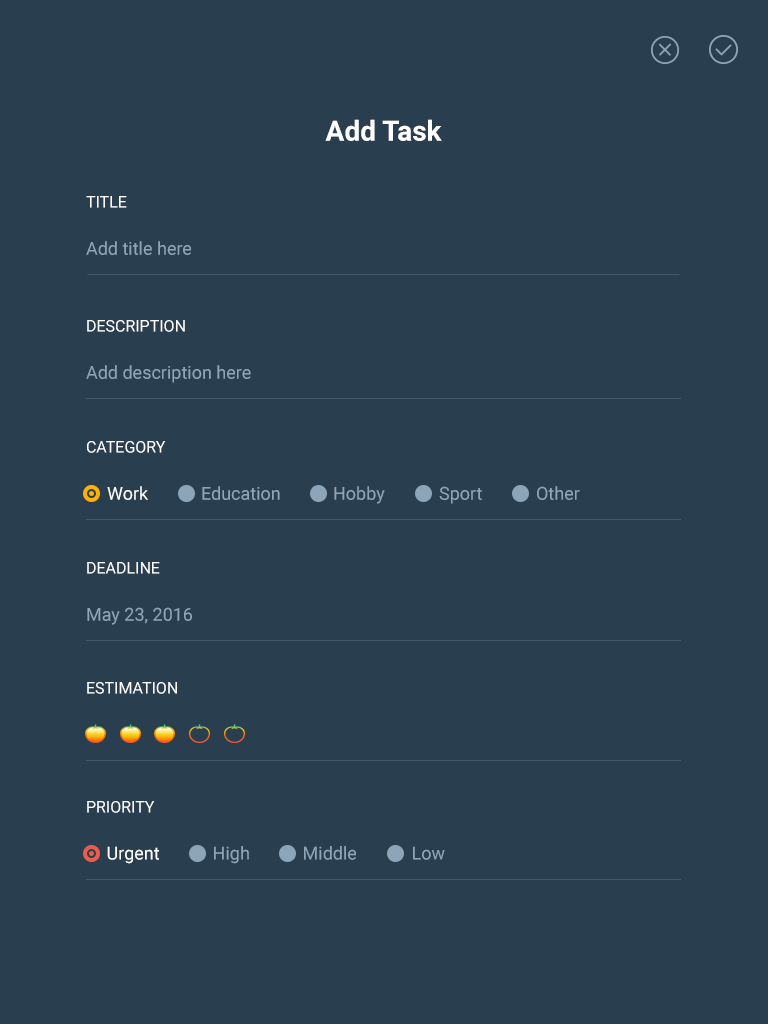 Add Task
TITLE
Add title here
DESCRIPTION
Add description here
CATEGORY
Work Education Hobby Sport Other
DEADLINE
May 23, 2016
ESTIMATION
PRIORITY
Urgent High Middle Low